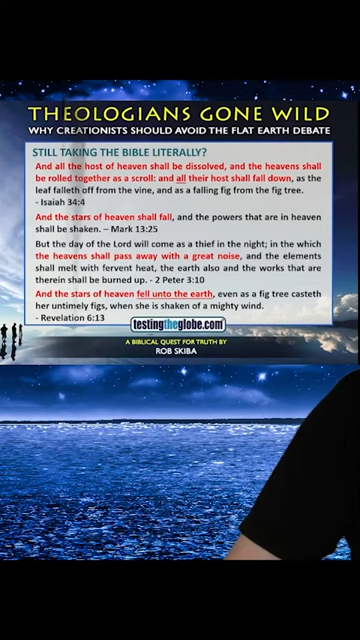 THEOLOGIANS GONE WILD
WHY CREATIONISTS SHOULD AVOID THE FLAT EARTH DEBATE
STILL TAKING THE BIBLE LITERALLY?
And all the host of heaven shall be dissolved, and the heavens shall
be rolled together as a scroll: and all their host shall fall down, as the
leaf falleth off from the vine, and as a falling fig from the fig tree.
- Isaiah 34:4
And the stars of heaven shall fall, and the powers that are in heaven
shall be shaken. – Mark 13:25
But the day of the Lord will come as a thief in the night; in the which
the heavens shall pass away with a great noise, and the elements
shall melt with fervent heat, the earth also and the works that are
therein shall be burned up. - 2 Peter 3:10
And the stars of heaven fell unto the earth, even as a fig tree casteth
her untimely figs, when she is shaken of a mighty wind.
- Revelation 6:13
testingtheglobe.com
A BIBLICAL QUEST FOR TRUTH BY
ROB SKIBA